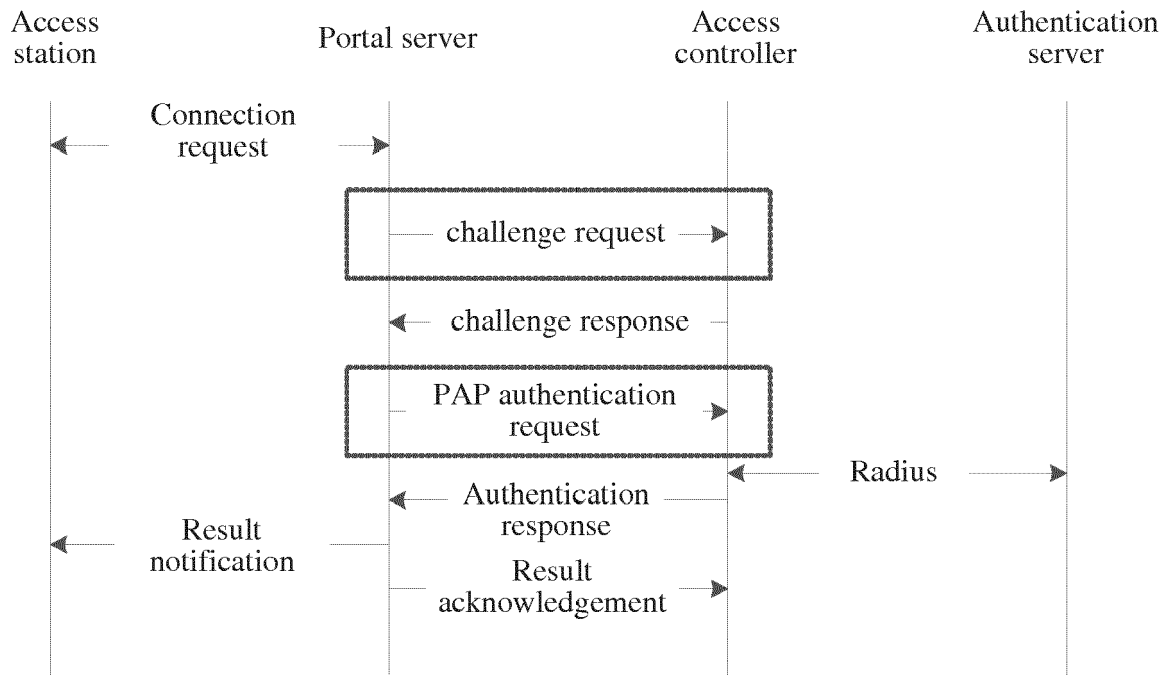 Access
station
Portal server
Access
controller
Authentication
server
Connection
request
challenge request
challenge response
PAP authentication
request
Radius
Authentication
response
Result
notification
Result
acknowledgement